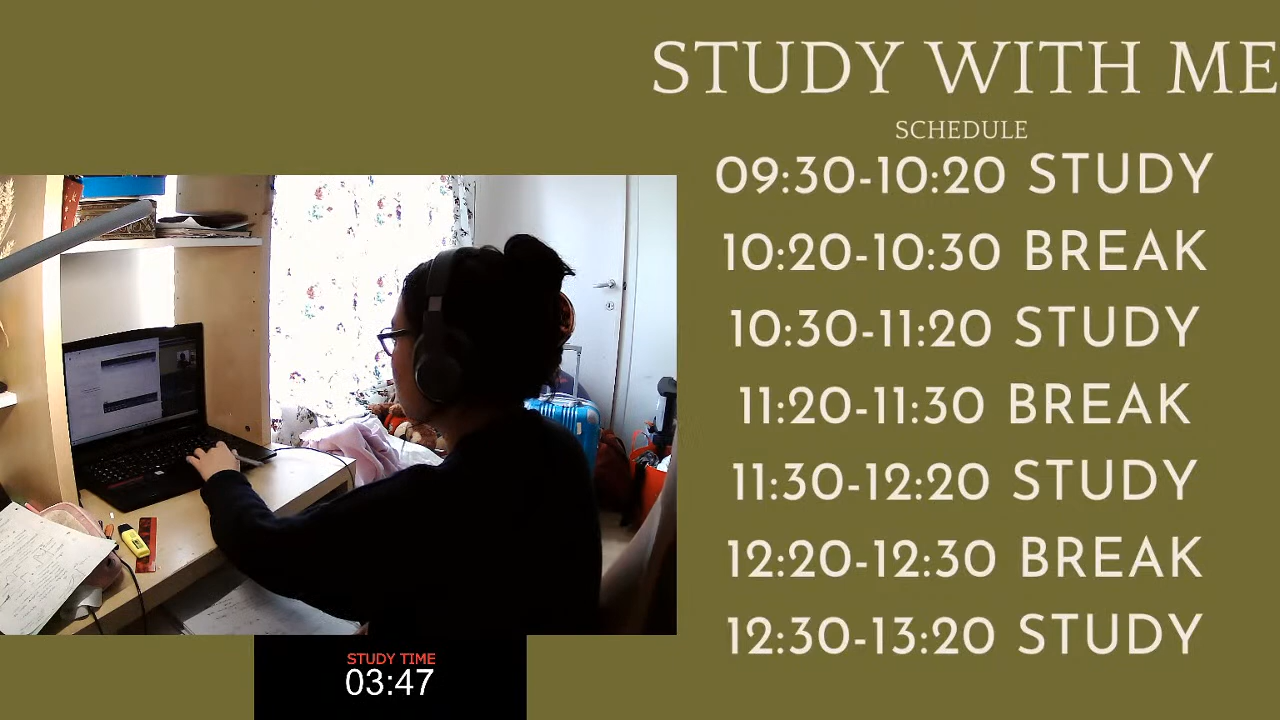 STUDY WITH ME
SCHEDULE
09:30-10:20 STUDY
10:20-10:30 BREAK
10:30-11:20 STUDY
11:20-11:30 BREAK
11:30-12:20 STUDY
12:20-12:30 BREAK
12:30-13:20 STUDY
STUDY TIME
03:47